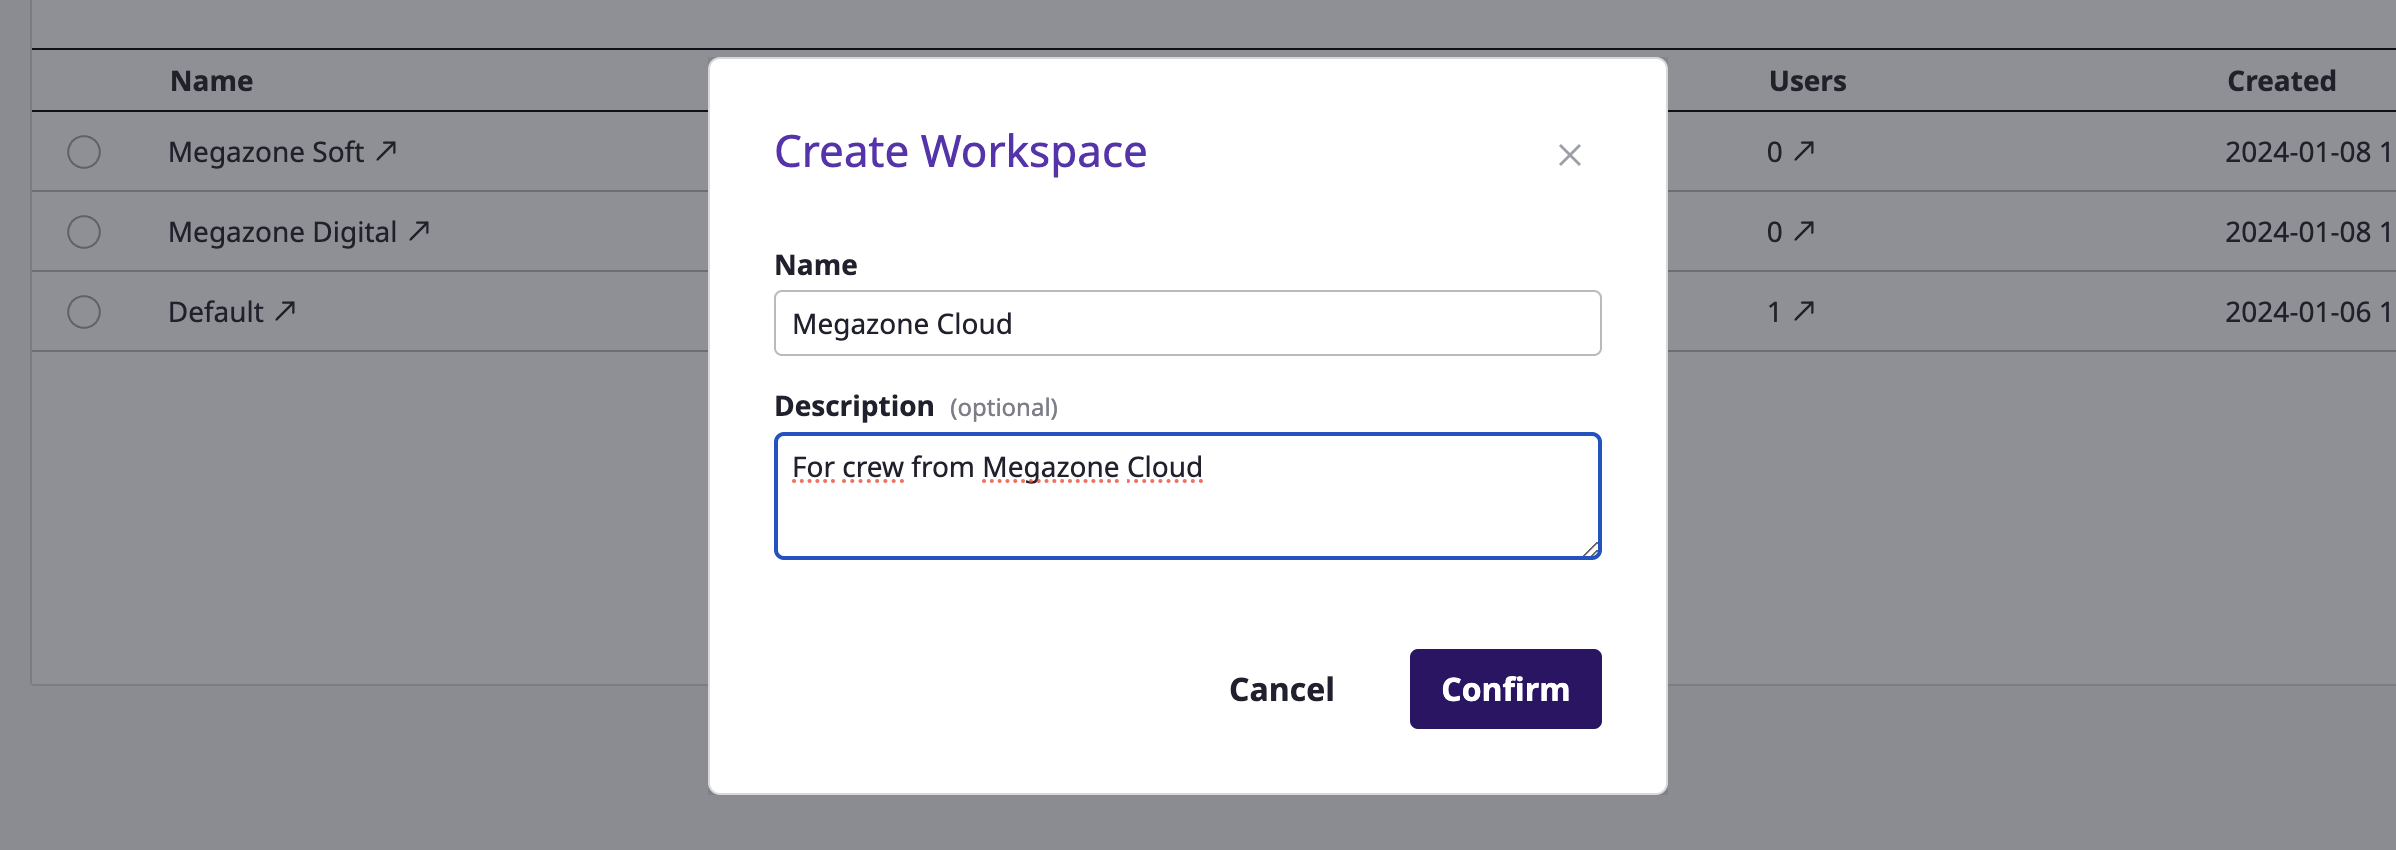 Name Users Created
Create Workspace
Megazone Soft 0 2024-01-08 1
Megazone Digital 0 2024-01-08 1
Name
Default 1 2024-01-06 1
Megazone Cloud
Description (optional)
For crew from Megazone Cloud
Cancel Confirm